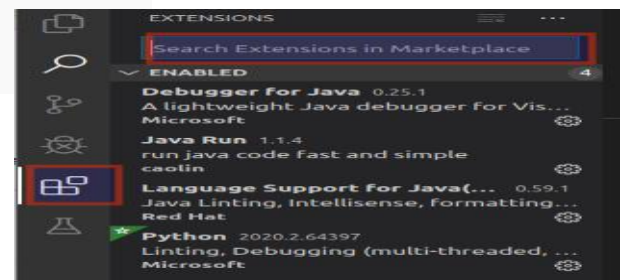 EXTENSIONS
Search Extensions in Marketplace
ENABLED 4
Debugger for Java 0.25.1
A lightweight Java debugger for Vis...
Microsoft
Java Run 1.1.4
run java code fast and simple
caolin
Language Support for Java(... 0.59.1
Java Linting, Intellisense, formatting...
Red Hat
Python 2020.2.64397
Linting, Debugging (multi-threaded, ...
Microsoft